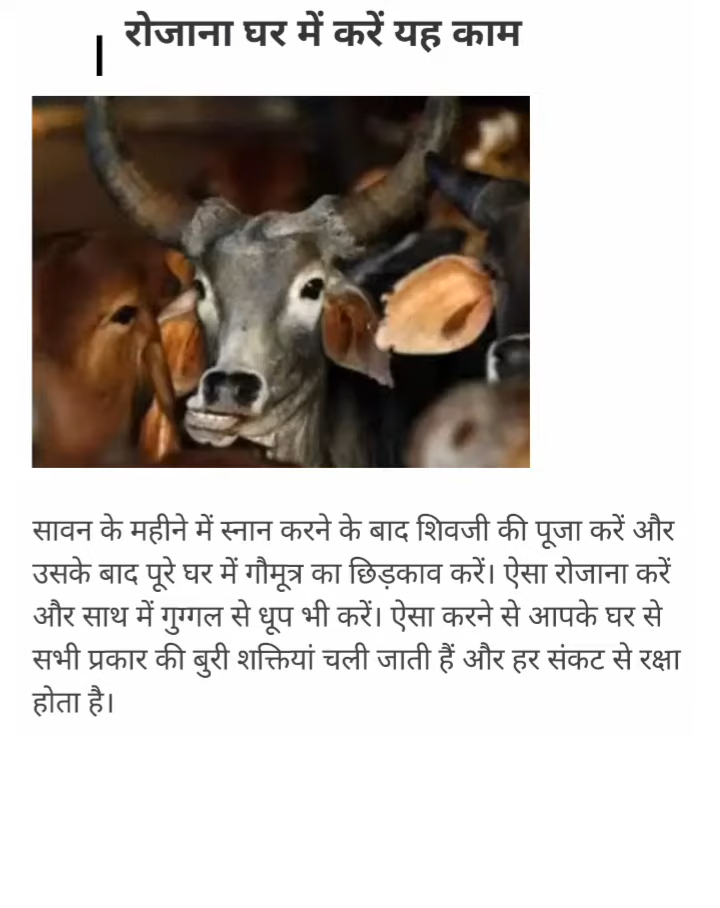 रोजाना घर में करें यह काम
सावन के महीने में स्नान करने के बाद शिवजी की पूजा करें और
उसके बाद पूरे घर में गौमूत्र का छिड़काव करें। ऐसा रोजाना करें
और साथ में गुग्गल से धूप भी करें। ऐसा करने से आपके घर से
सभी प्रकार की बुरी शक्तियां चली जाती हैं और हर संकट से रक्षा
होता है।